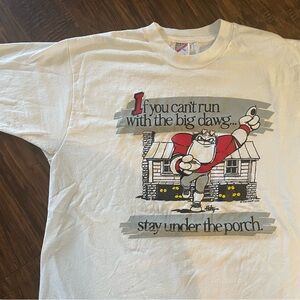 If you can't run
with the big dawg...
stay under the porch.